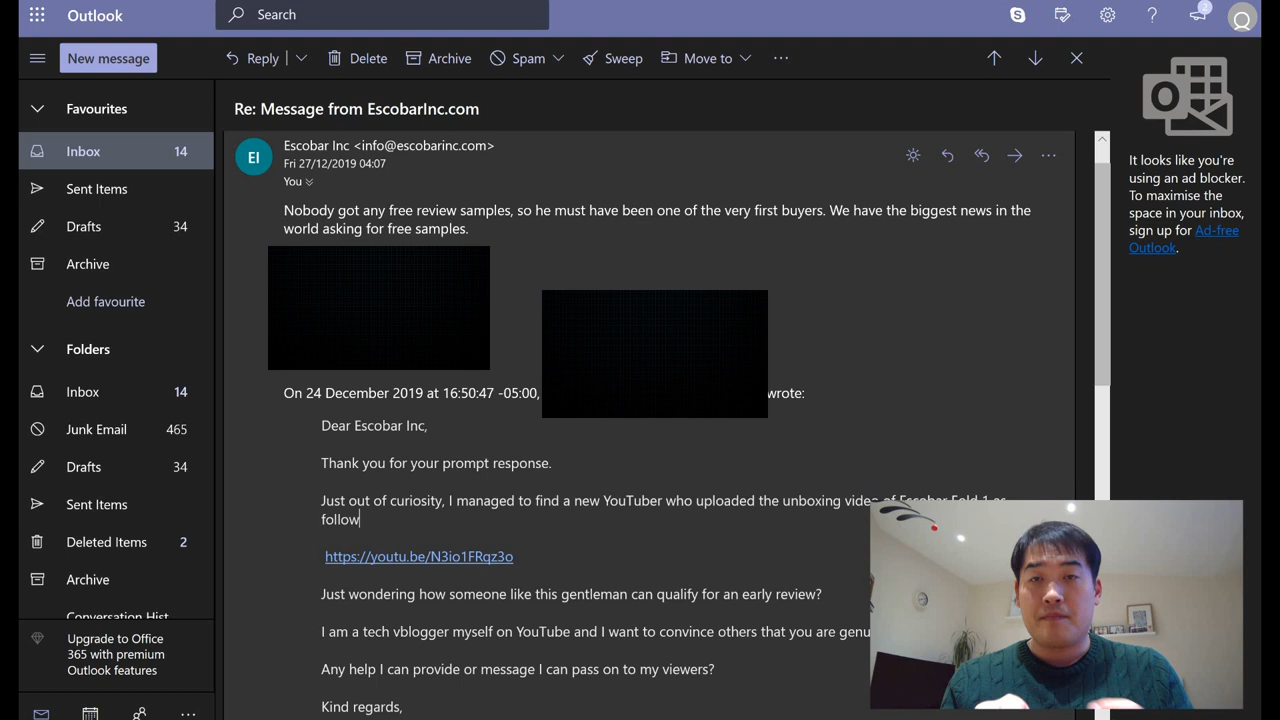 Outlook
Search
2
New message
Reply
Delete
Archive
Spam
Sweep
Move to
Favourites
Inbox 14
Sent Items
Drafts 34
Archive
Add favourite
Folders
Inbox 14
Junk Email 465
Drafts 34
Sent Items
Deleted Items 2
Archive
Conversation Hist
Upgrade to Office
365 with premium
Outlook features
Re: Message from EscobarInc.com
EI
Escobar Inc <info@escobarinc.com>
Fri 27/12/2019 04:07
You
Nobody got any free review samples, so he must have been one of the very first buyers. We have the biggest news in the
world asking for free samples.
On 24 December 2019 at 16:50:47 -05:00, wrote:
Dear Escobar Inc,
Thank you for your prompt response.
Just out of curiosity, I managed to find a new YouTuber who uploaded the unboxing video of Escobar Fold 1 as
follow
https://youtu.be/N3io1FRqz3o
Just wondering how someone like this gentleman can qualify for an early review?
I am a tech vblogger myself on YouTube and I want to convince others that you are genu
Any help I can provide or message I can pass on to my viewers?
Kind regards,
It looks like you're
using an ad blocker.
To maximise the
space in your inbox,
sign up for Ad-free
Outlook.